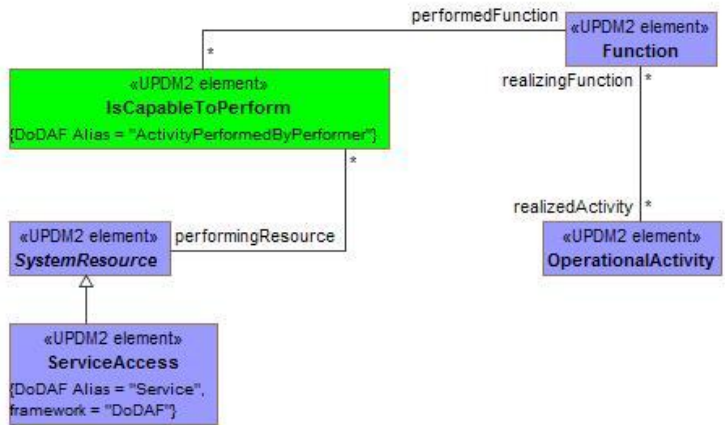 performedFunction
«UPDM2 element»
Function
*
«UPDM2 element»
IsCapableToPerform
{DoDAF Alias = "ActivityPerformedByPerformer"}
realizingFunction
*
*
realizedActivity
*
«UPDM2 element»
SystemResource
performingResource
«UPDM2 element»
OperationalActivity
«UPDM2 element»
ServiceAccess
{DoDAF Alias = "Service",
framework = "DoDAF"}